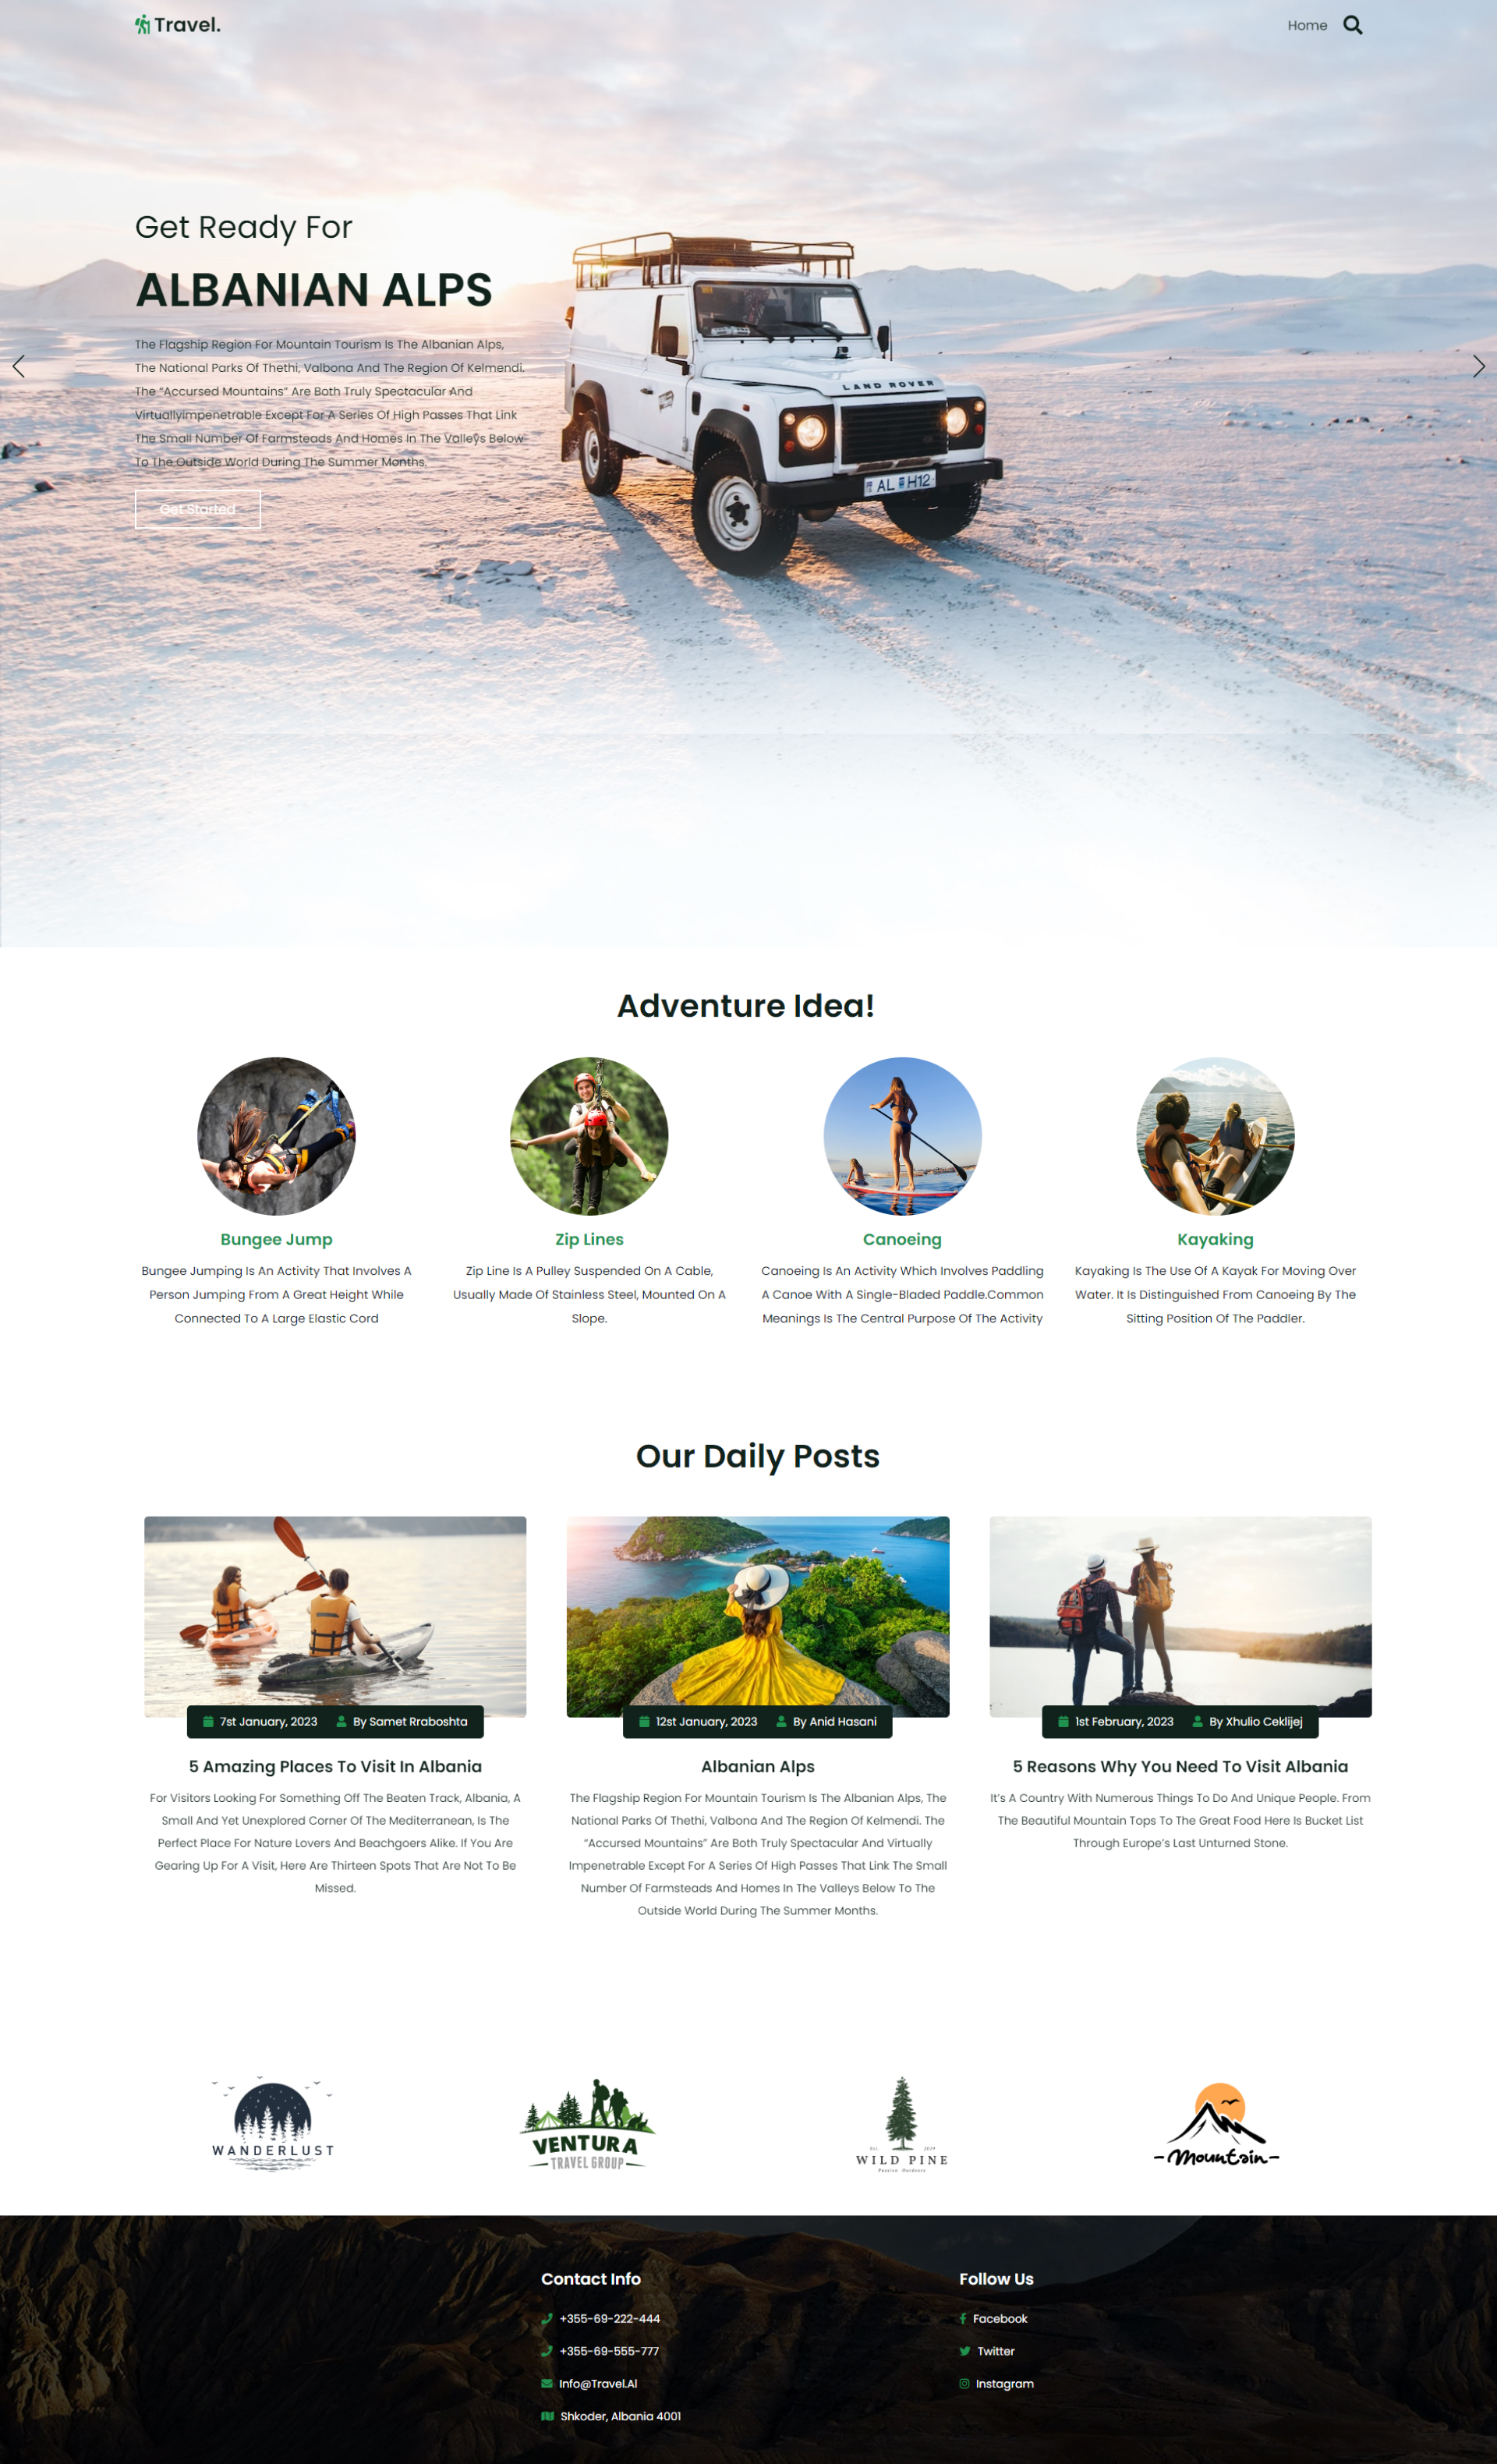 Travel.
Home
Get Ready For
ALBANIAN ALPS
The Flagship Region For Mountain Tourism Is The Albanian Alps,
The National Parks Of Thethi, Valbona And The Region Of Kelmendi.
The “Accursed Mountains” Are Both Truly Spectacular And
Virtuallyimpenetrable Except For A Series Of High Passes That Link
The Small Number Of Farmsteads And Homes In The Valleys Below
To The Outside World During The Summer Months.
Get Started
LAND ROVER
AL H12
Adventure Idea!
Bungee Jump
Bungee Jumping Is An Activity That Involves A
Person Jumping From A Great Height While
Connected To A Large Elastic Cord
Zip Lines
Zip Line Is A Pulley Suspended On A Cable,
Usually Made Of Stainless Steel, Mounted On A
Slope.
Canoeing
Canoeing Is An Activity Which Involves Paddling
A Canoe With A Single-Bladed Paddle.Common
Meanings Is The Central Purpose Of The Activity
Kayaking
Kayaking Is The Use Of A Kayak For Moving Over
Water. It Is Distinguished From Canoeing By The
Sitting Position Of The Paddler.
Our Daily Posts
7st January, 2023 By Samet Rraboshta
5 Amazing Places To Visit In Albania
For Visitors Looking For Something Off The Beaten Track, Albania, A
Small And Yet Unexplored Corner Of The Mediterranean, Is The
Perfect Place For Nature Lovers And Beachgoers Alike. If You Are
Gearing Up For A Visit, Here Are Thirteen Spots That Are Not To Be
Missed.
12st January, 2023 By Anid Hasani
Albanian Alps
The Flagship Region For Mountain Tourism Is The Albanian Alps, The
National Parks Of Thethi, Valbona And The Region Of Kelmendi. The
“Accursed Mountains” Are Both Truly Spectacular And Virtually
Impenetrable Except For A Series Of High Passes That Link The Small
Number Of Farmsteads And Homes In The Valleys Below To The
Outside World During The Summer Months.
1st February, 2023 By Xhulio Ceklijej
5 Reasons Why You Need To Visit Albania
It’s A Country With Numerous Things To Do And Unique People. From
The Beautiful Mountain Tops To The Great Food Here Is Bucket List
Through Europe’s Last Unturned Stone.
WANDERLUST
VENTURA
TRAVEL GROUP
EST. 2019
WILD PINE
Passion Outdoors
Mountain
Contact Info
+355-69-222-444
+355-69-555-777
Info@Travel.Al
Shkoder, Albania 4001
Follow Us
Facebook
Twitter
Instagram